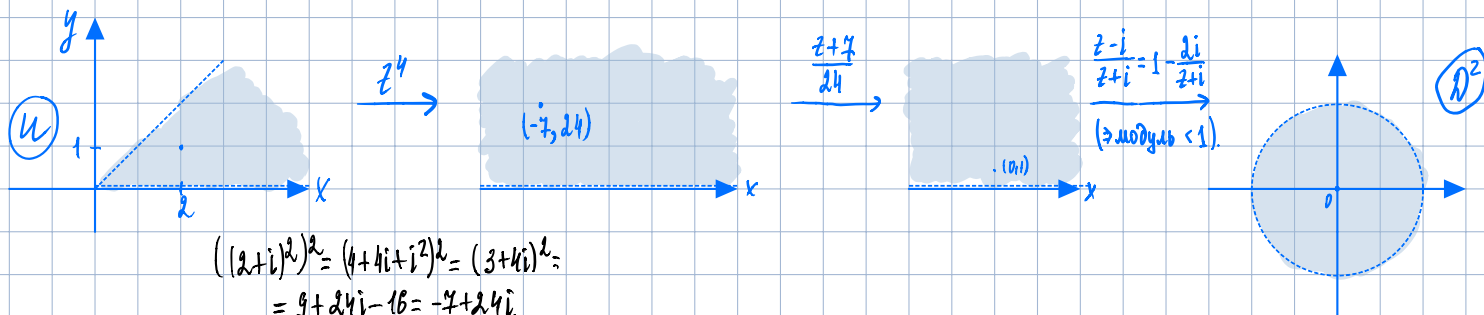 y
U
1
2
x
z⁴
(-7, 24)
x
z+7
24
(0,1)
x
z-i/z+i = 1 - 2i/z+i
(⇒ модуль < 1).
0
D²
((2+i)²)² = (4+4i+i²)² = (3+4i)² =
= 9+24i-16 = -7+24i